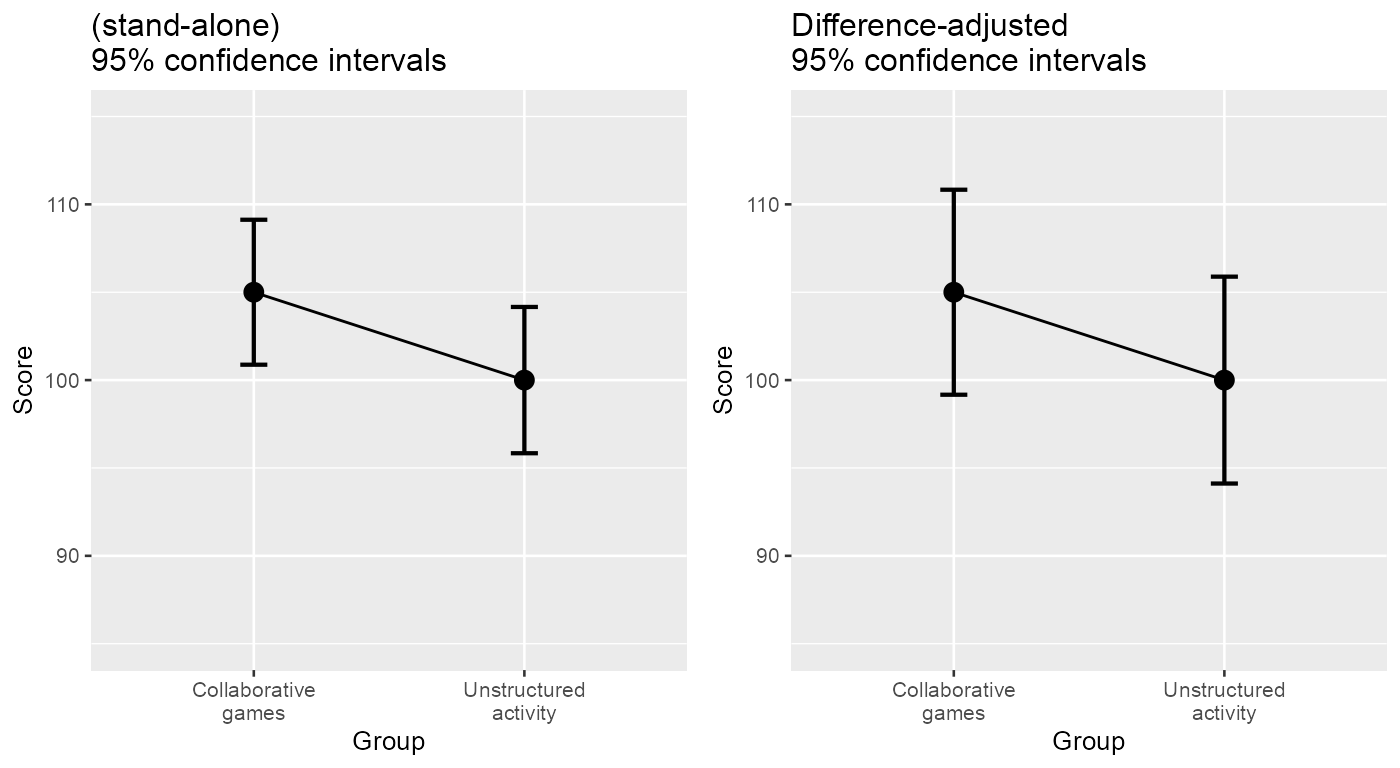 (stand-alone)
95% confidence intervals
Score
110
100
90
Collaborative
games
Unstructured
activity
Group
Difference-adjusted
95% confidence intervals
Score
110
100
90
Collaborative
games
Unstructured
activity
Group